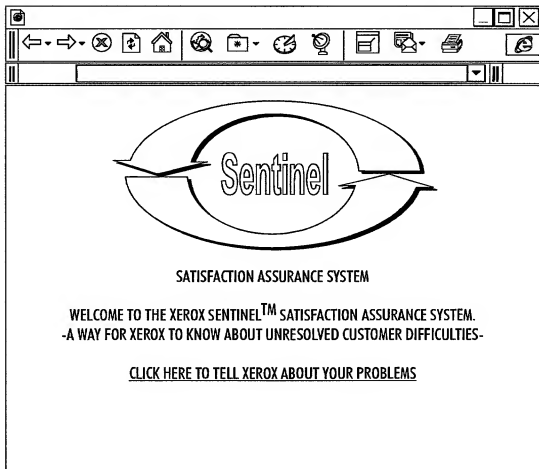 Sentinel
SATISFACTION ASSURANCE SYSTEM
WELCOME TO THE XEROX SENTINEL™ SATISFACTION ASSURANCE SYSTEM.
-A WAY FOR XEROX TO KNOW ABOUT UNRESOLVED CUSTOMER DIFFICULTIES-
CLICK HERE TO TELL XEROX ABOUT YOUR PROBLEMS